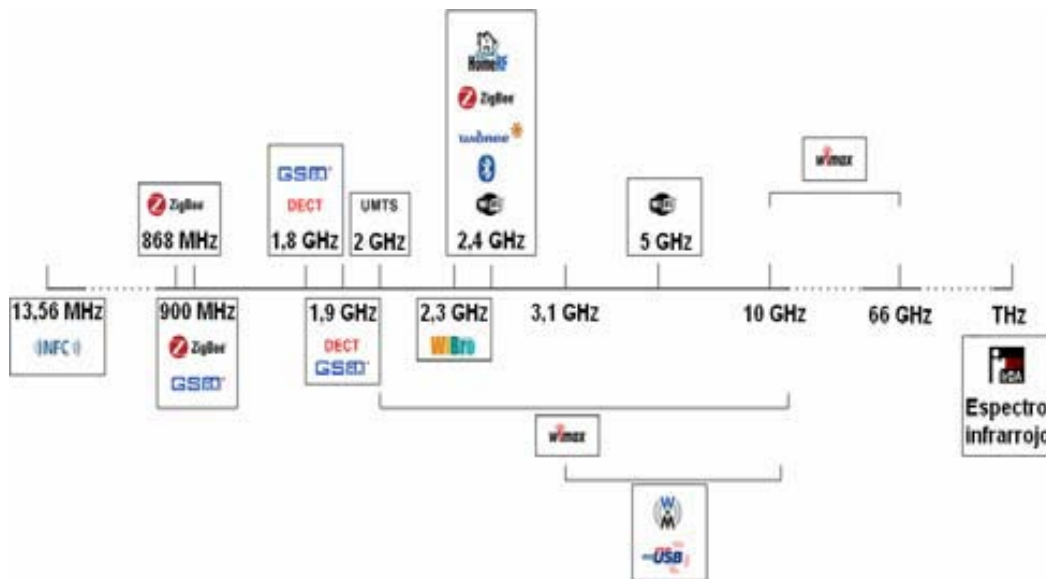 HomeRF
ZigBee
wibree
WiFi
wimax
GSM
DECT
1,8 GHz
UMTS
2 GHz
2,4 GHz
WiFi
5 GHz
ZigBee
868 MHz
13,56 MHz
NFC
900 MHz
ZigBee
GSM
1,9 GHz
DECT
GSM
2,3 GHz
WiBro
3,1 GHz
10 GHz
66 GHz
THz
IrDA
Espectro
infrarrojo
wimax
W
M
USB